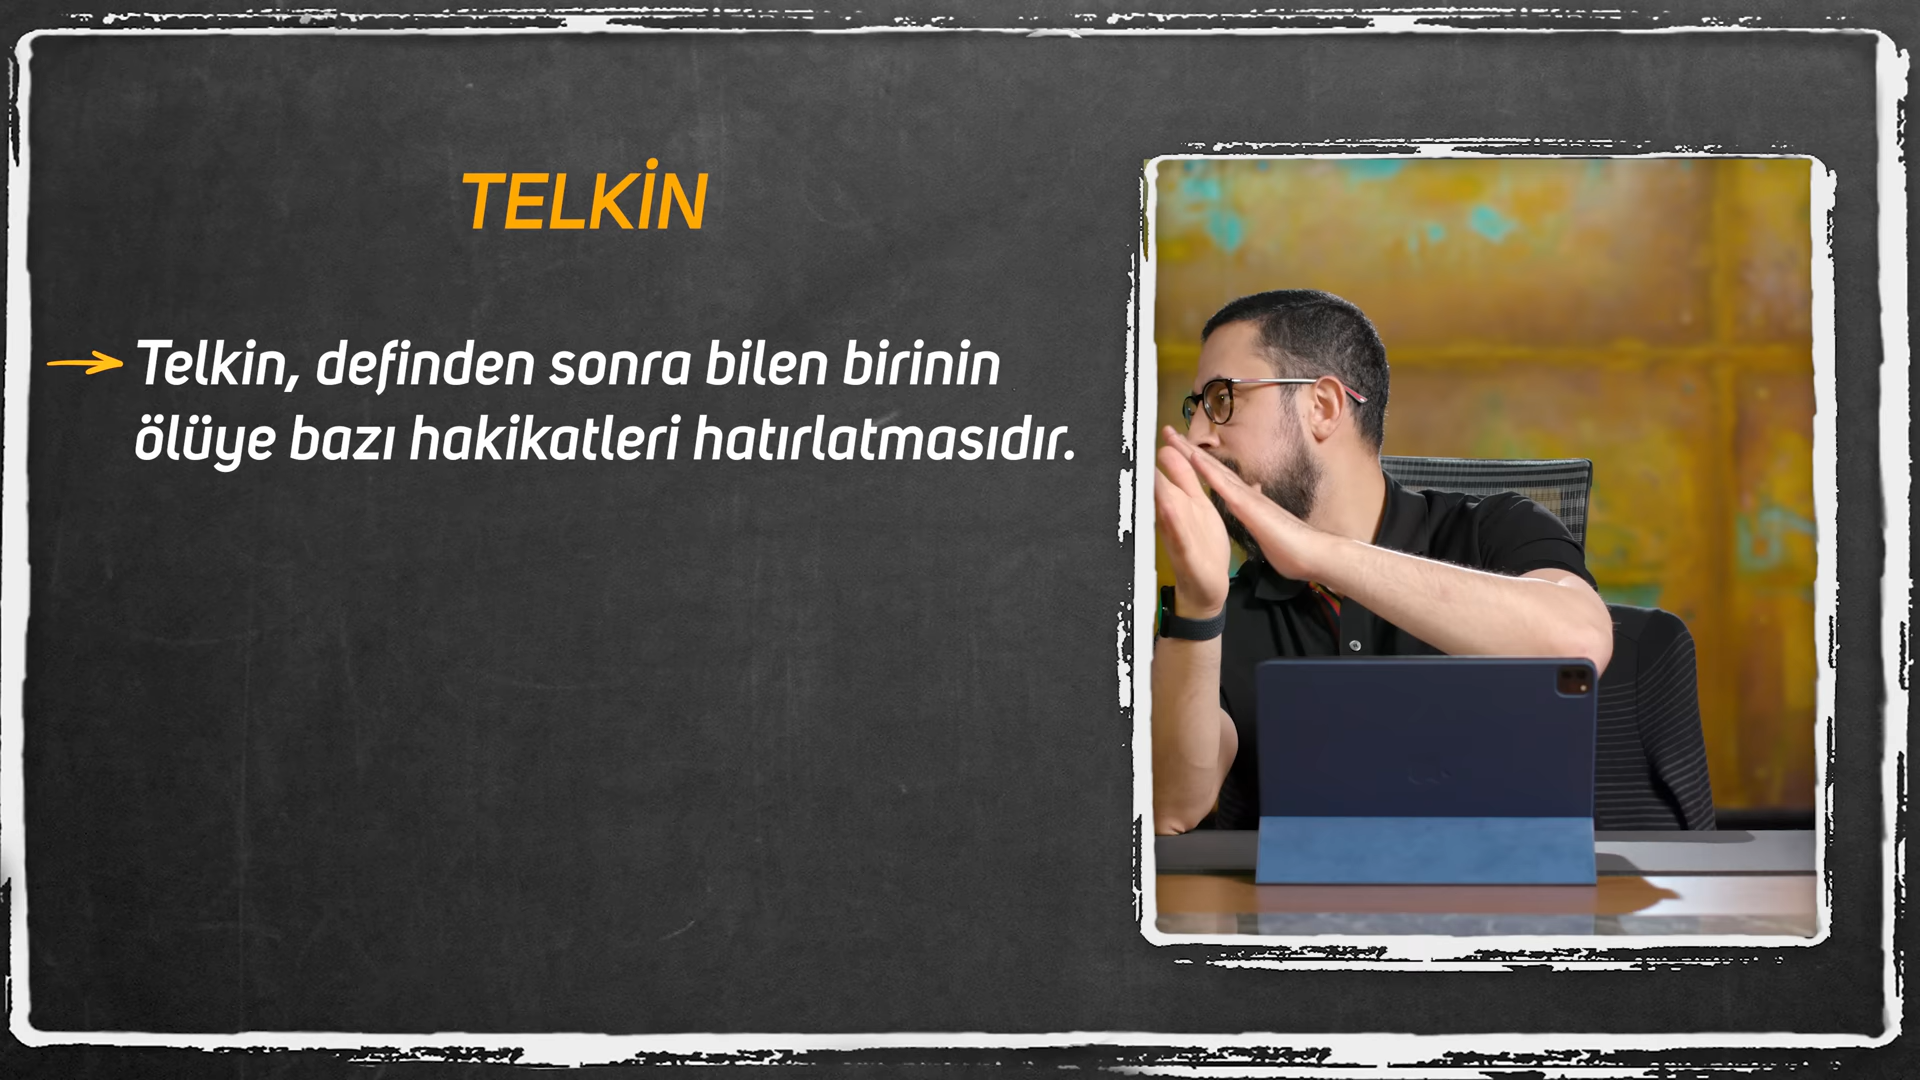 TELKİN
Telkin, definden sonra bilen birinin
ölüye bazı hakikatleri hatırlatmasıdır.